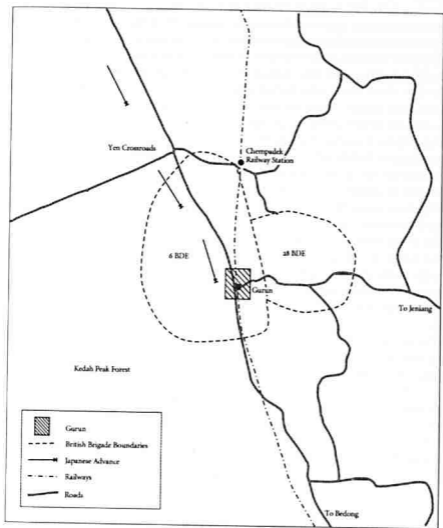 Yen Crossroads
Chempadek
Railway Station
6 BDE
28 BDE
Gurun
To Jeniang
Kedah Peak Forest
Gurun
British Brigade Boundaries
Japanese Advance
Railways
Roads
To Bedong